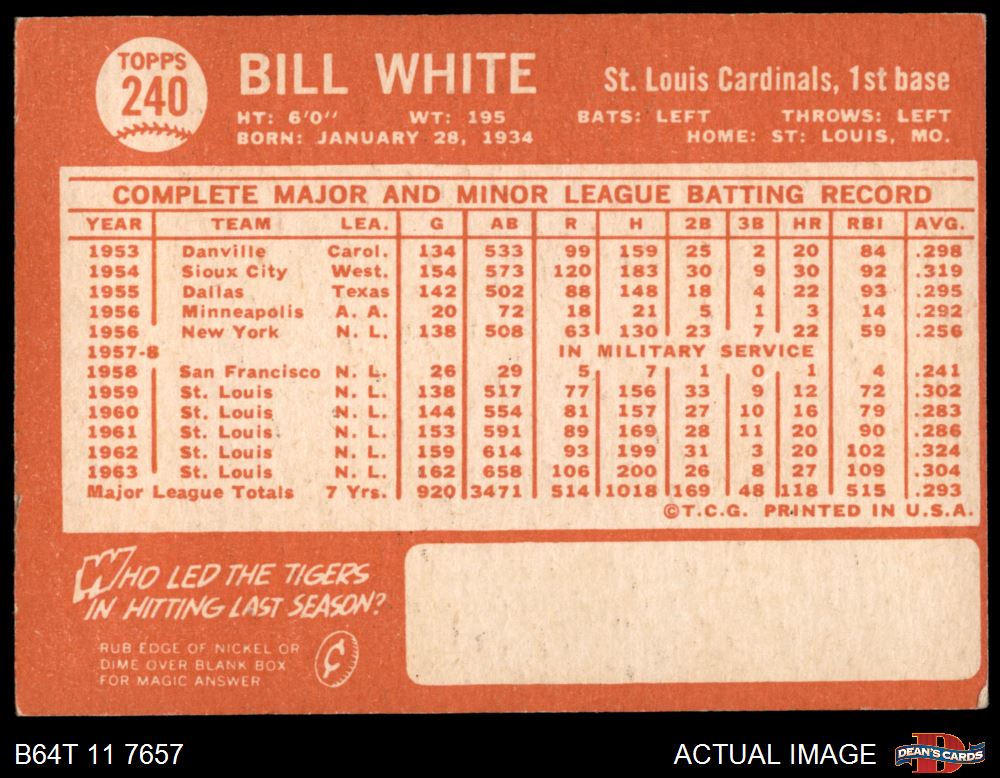 TOPPS
240
BILL WHITE
St. Louis Cardinals, 1st base
HT: 6'0" WT: 195 BATS: LEFT THROWS: LEFT
BORN: JANUARY 28, 1934 HOME: ST: LOUIS, MO.
COMPLETE MAJOR AND MINOR LEAGUE BATTING RECORD
YEAR TEAM LEA. G AB R H 2B 3B HR RBI AVG.
1953 Danville Carol. 134 533 99 159 25 2 20 84 .298
1954 Sioux City West. 154 573 120 183 30 9 30 92 .319
1955 Dallas Texas 142 502 88 148 18 4 22 93 .295
1956 Minneapolis A. A. 20 72 18 21 5 1 3 14 .292
1956 New York N. L. 138 508 63 130 23 7 22 59 .256
1957-8 IN MILITARY SERVICE
1958 San Francisco N. L. 26 29 5 7 1 0 1 4 .241
1959 St. Louis N. L. 138 517 77 156 33 9 12 72 .302
1960 St. Louis N. L. 144 554 81 157 27 10 16 79 .283
1961 St. Louis N. L. 153 591 89 169 28 11 20 90 .286
1962 St. Louis N. L. 159 614 93 199 31 3 20 102 .324
1963 St. Louis N. L. 162 658 106 200 26 8 27 109 .304
Major League Totals 7 Yrs. 920 3471 514 1018 169 48 118 515 .293
©T.C.G. PRINTED IN U.S.A.
WHO LED THE TIGERS
IN HITTING LAST SEASON?
RUB EDGE OF NICKEL OR
DIME OVER BLANK BOX
FOR MAGIC ANSWER
¢
B64T 11 7657
ACTUAL IMAGE
D
DEAN'S CARDS